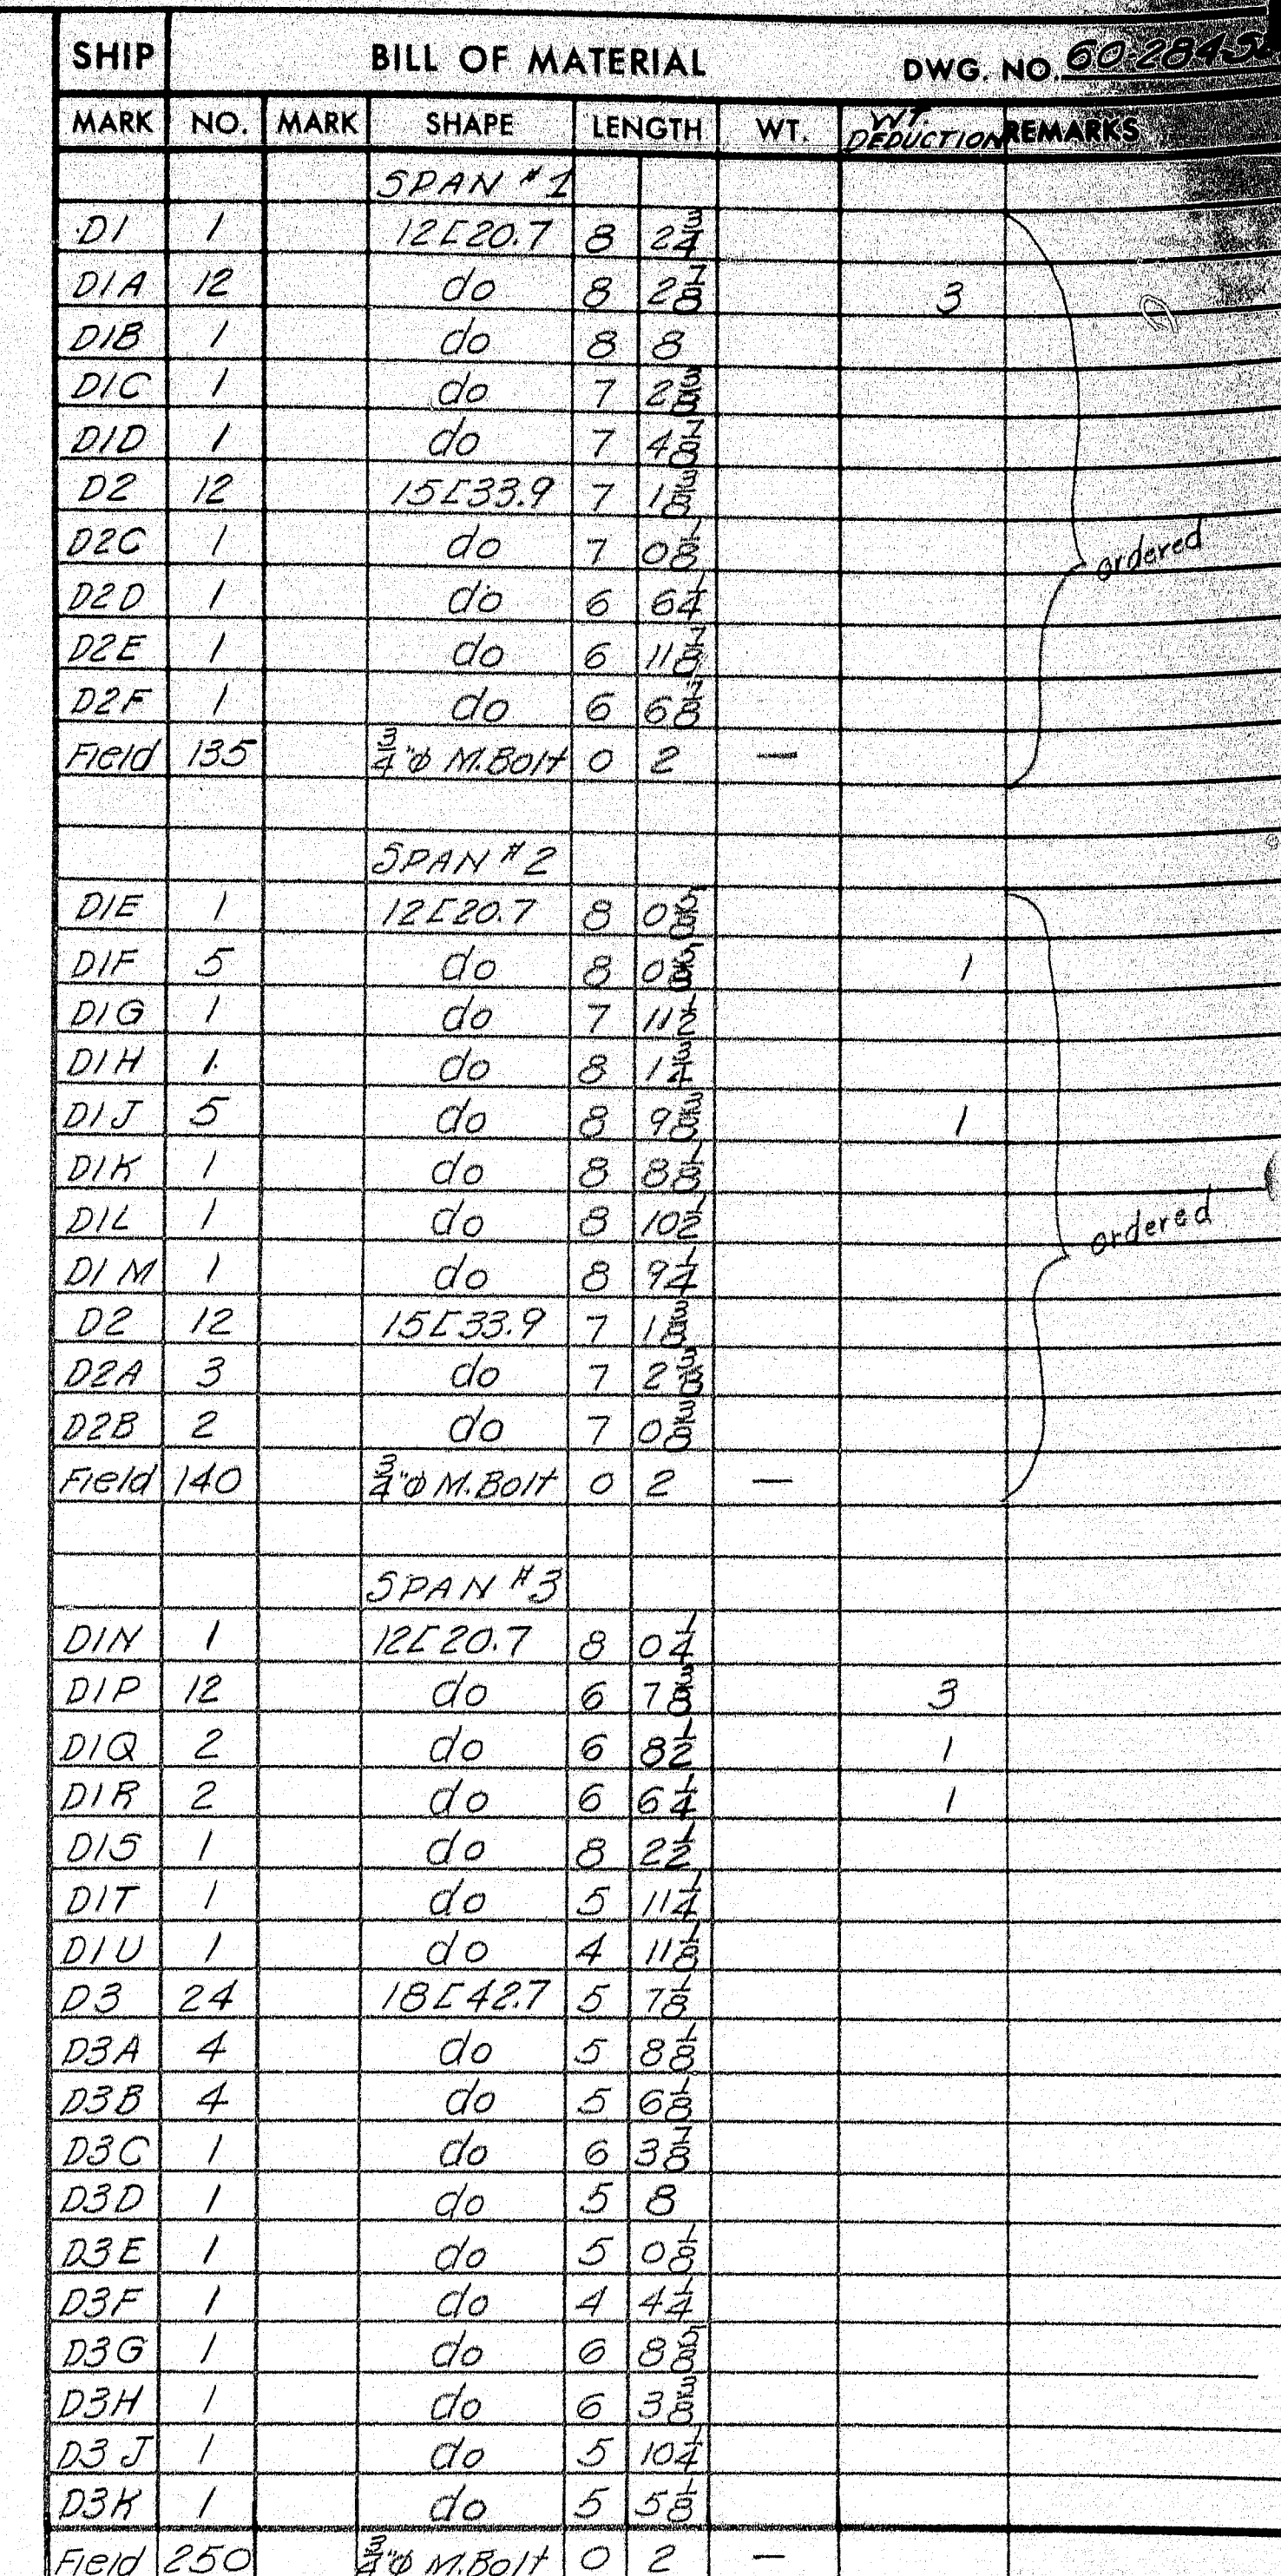 SHIP BILL OF MATERIAL DWG. NO. 60-284-
MARK NO. MARK SHAPE LENGTH WT. WT. DEDUCTION REMARKS
SPAN #1
D1 1 12[20.7 8 2 3/4
D1A 12 do 8 2 7/8 3
D1B 1 do 8 8
D1C 1 do 7 2 3/8
D1D 1 do 7 4 7/8
D2 12 15[33.9 7 1 3/8
D2C 1 do 7 0 1/8 ordered
D2D 1 do 6 6 1/4
D2E 1 do 6 11 7/8
D2F 1 do 6 6 7/8
Field 135 3/4"φ M.Bolt 0 2 —
SPAN #2
D1E 1 12[20.7 8 0 5/8
D1F 5 do 8 0 5/8 1
D1G 1 do 7 11 1/2
D1H 1 do 8 1 3/4
D1J 5 do 8 9 3/8 1
D1K 1 do 8 8 1/8
D1L 1 do 8 10 1/2 ordered
D1M 1 do 8 9 1/4
D2 12 15[33.9 7 1 3/8
D2A 3 do 7 2 3/8
D2B 2 do 7 0 3/8
Field 140 3/4"φ M.Bolt 0 2 —
SPAN #3
D1N 1 12[20.7 8 0 1/4
D1P 12 do 6 7 3/8 3
D1Q 2 do 6 8 1/2 1
D1R 2 do 6 6 1/4 1
D1S 1 do 8 2 1/2
D1T 1 do 5 11 1/4
D1U 1 do 4 11 1/8
D3 24 18[42.7 5 7 1/8
D3A 4 do 5 8 1/8
D3B 4 do 5 6 1/8
D3C 1 do 6 3 7/8
D3D 1 do 5 8
D3E 1 do 5 0 1/8
D3F 1 do 4 4 1/4
D3G 1 do 6 8 5/8
D3H 1 do 6 3 3/8
D3J 1 do 5 10 1/4
D3K 1 do 5 5 1/8
Field 250 3/4"φ M.Bolt 0 2 —